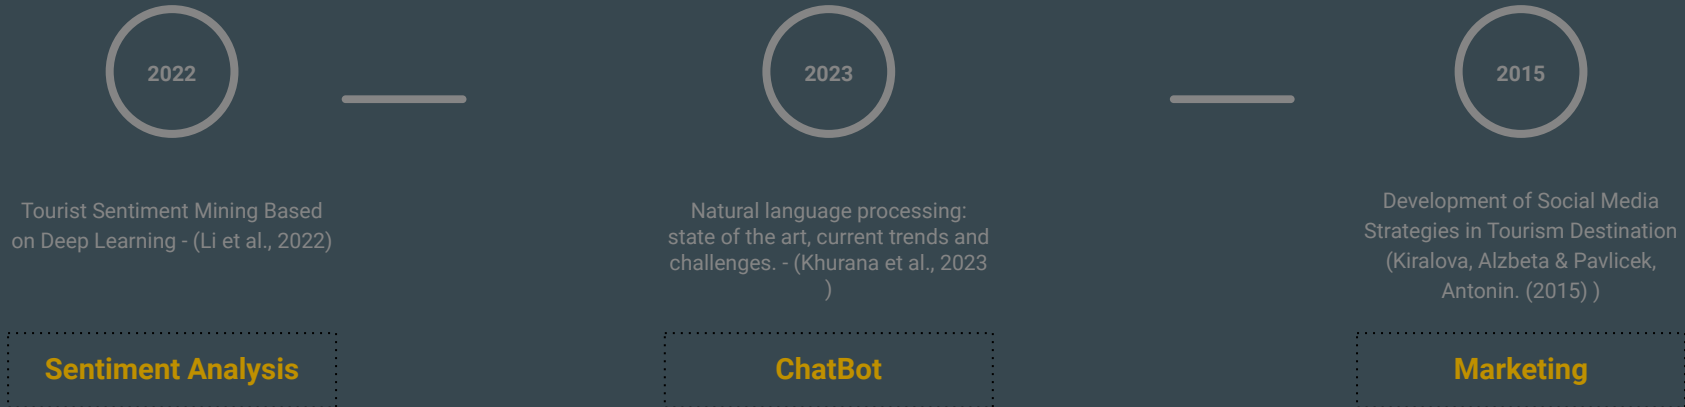 2022
2023
2015
Tourist Sentiment Mining Based
on Deep Learning - (Li et al., 2022)
Natural language processing:
state of the art, current trends and
challenges. - (Khurana et al., 2023
)
Development of Social Media
Strategies in Tourism Destination
(Kiralova, Alzbeta & Pavlicek,
Antonin. (2015) )
Sentiment Analysis
ChatBot
Marketing